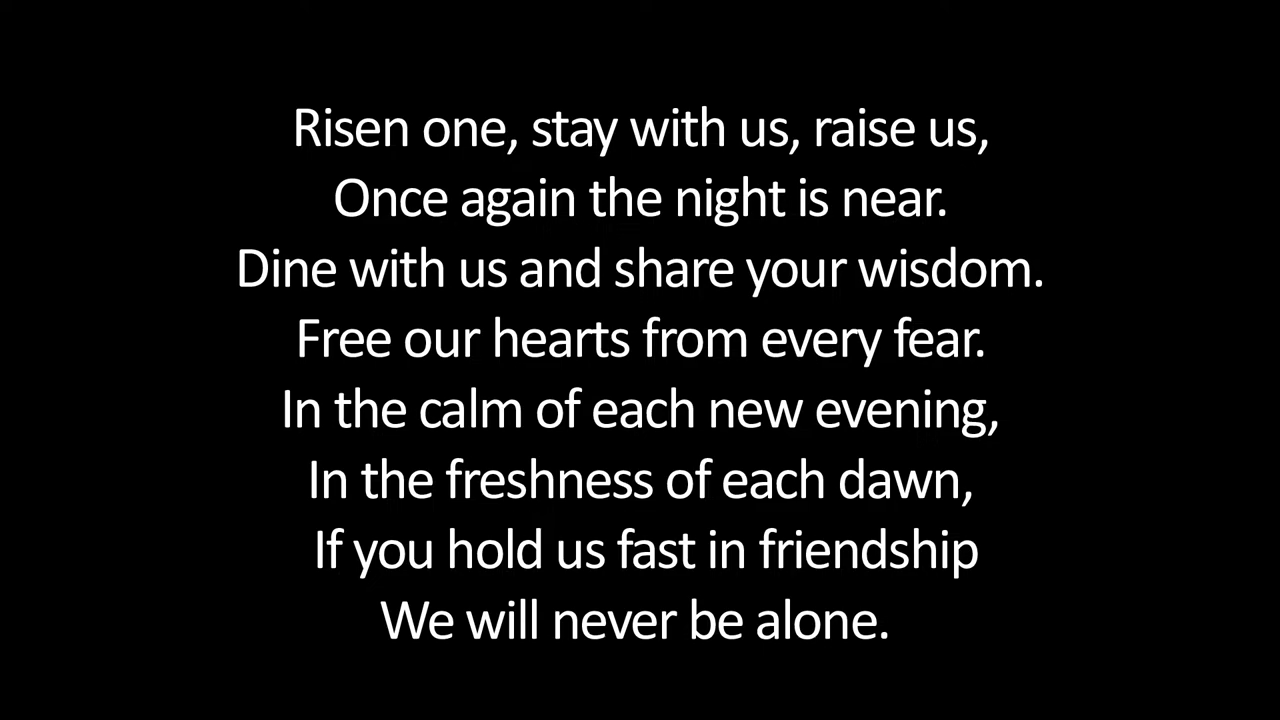 Risen one, stay with us, raise us,
Once again the night is near.
Dine with us and share your wisdom.
Free our hearts from every fear.
In the calm of each new evening,
In the freshness of each dawn,
If you hold us fast in friendship
We will never be alone.